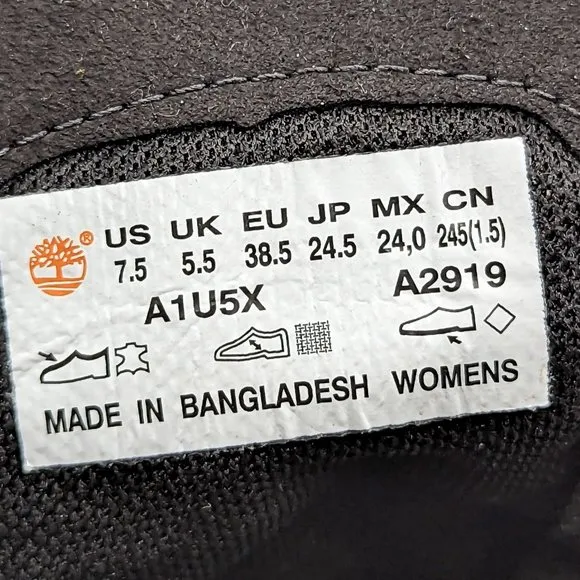 ® US UK EU JP MX CN
7.5 5.5 38.5 24.5 24,0 245(1.5)
A1U5X A2919
MADE IN BANGLADESH WOMENS